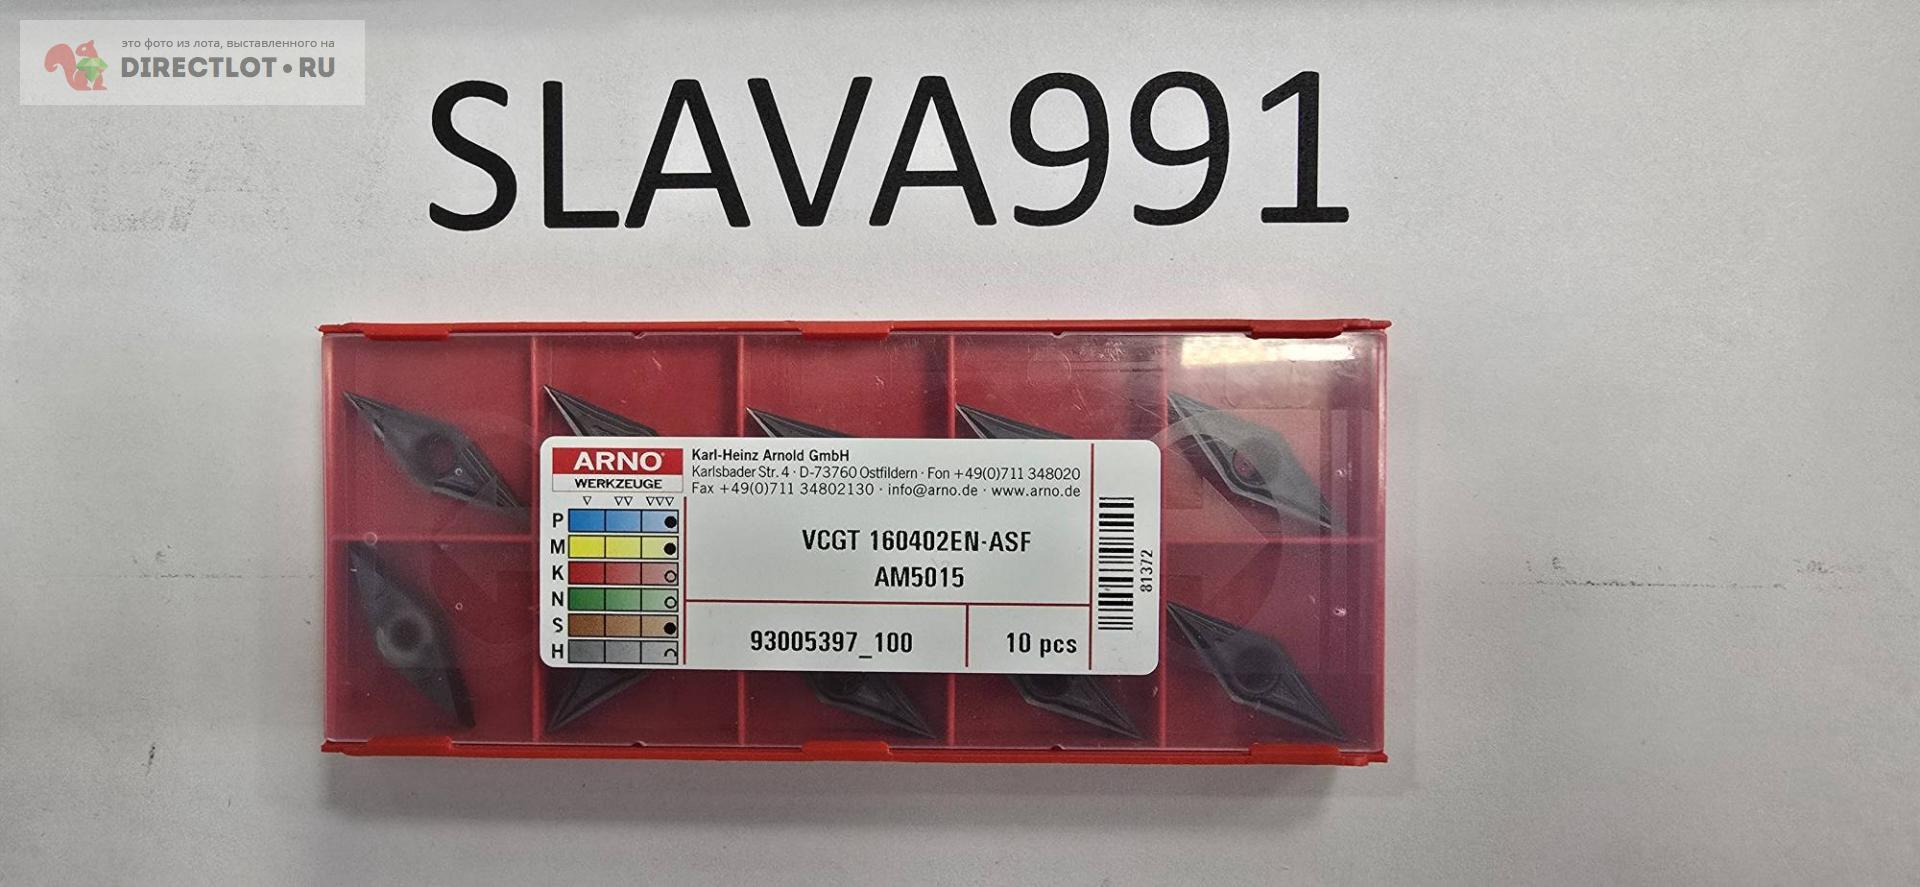 это фото из лота, выставленного на
DIRECTLOT•RU
SLAVA991
ARNO®
WERKZEUGE
Karl-Heinz Arnold GmbH
Karlsbader Str. 4 · D-73760 Ostfildern · Fon +49(0)711 348020
Fax +49(0)711 34802130 · info@arno.de · www.arno.de
P
M
K
N
S
H
VCGT 160402EN-ASF
AM5015
93005397_100
10 pcs
81372